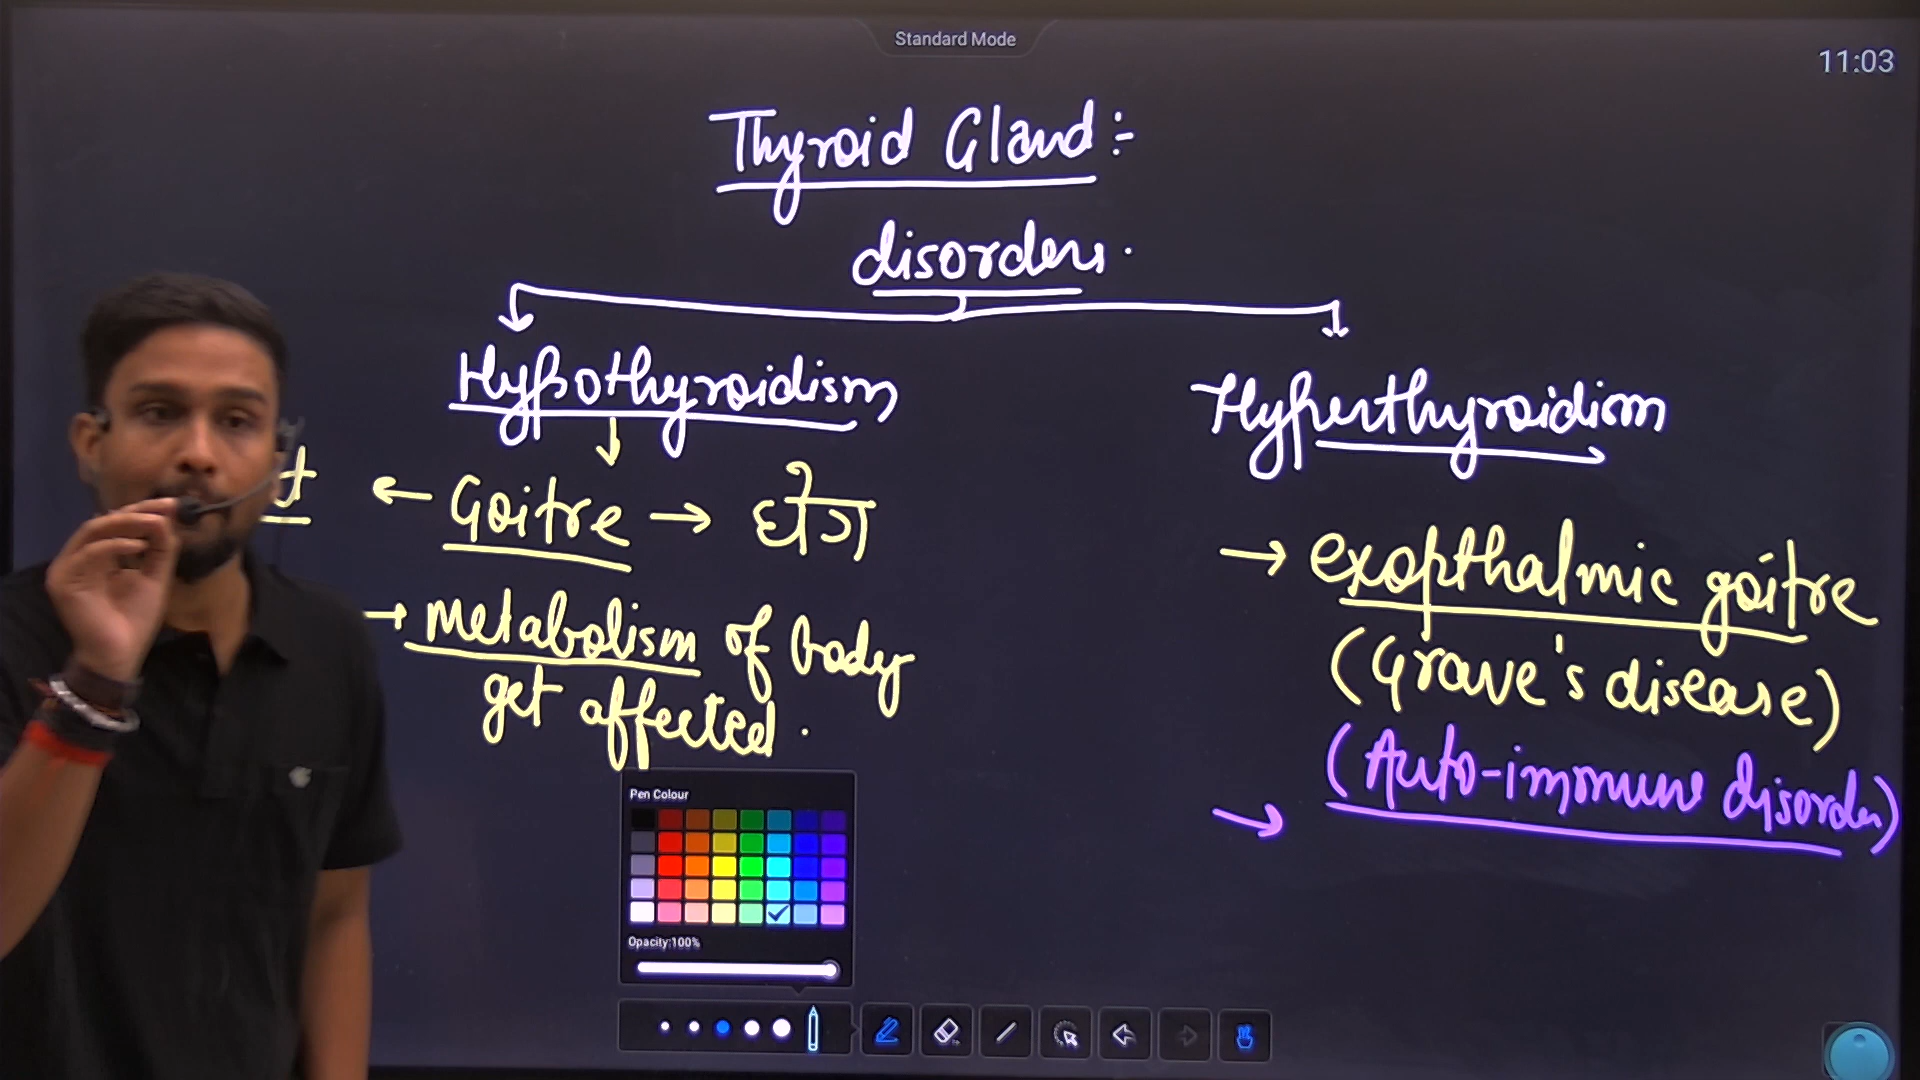 Standard Mode
11:03
Thyroid Gland :-
disorders.
Hypothyroidism
Hyperthyroidism
← Goitre → घेंग
→ exopthalmic goitre
(Grave's disease)
→ metabolism of body
get affected.
(Auto-immune disorder)
→
Pen Colour
Opacity:100%